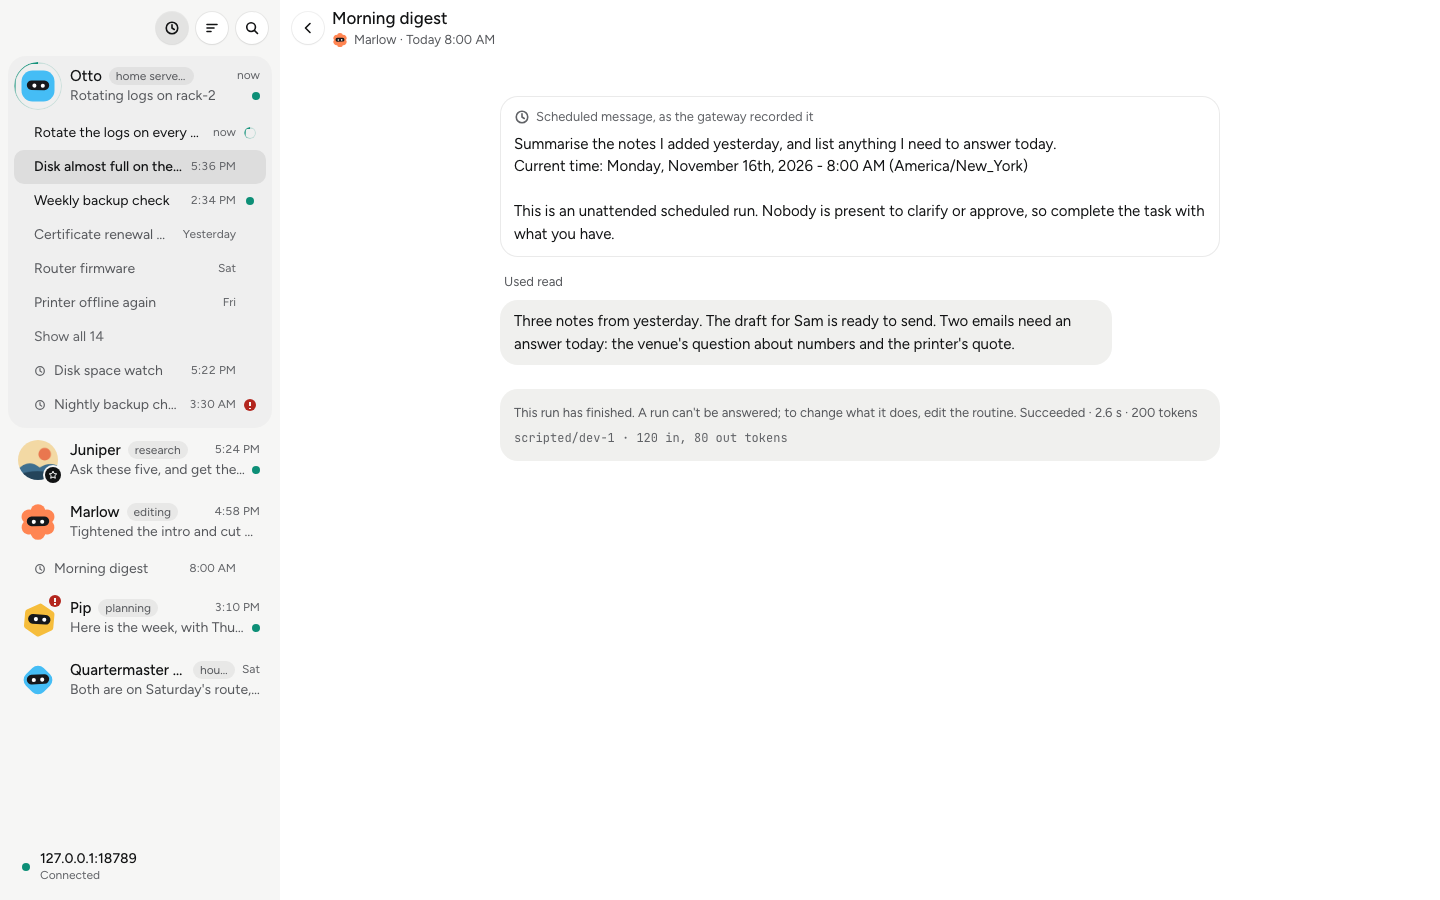 Otto home serve... now
Rotating logs on rack-2
Rotate the logs on every ... now
Disk almost full on the... 5:36 PM
Weekly backup check 2:34 PM
Certificate renewal ... Yesterday
Router firmware Sat
Printer offline again Fri
Show all 14
Disk space watch 5:22 PM
Nightly backup ch... 3:30 AM
Juniper research 5:24 PM
Ask these five, and get the...
Marlow editing 4:58 PM
Tightened the intro and cut ...
Morning digest 8:00 AM
Pip planning 3:10 PM
Here is the week, with Thu...
Quartermaster ... hou... Sat
Both are on Saturday's route,...
127.0.0.1:18789
Connected
Morning digest
Marlow · Today 8:00 AM
Scheduled message, as the gateway recorded it
Summarise the notes I added yesterday, and list anything I need to answer today.
Current time: Monday, November 16th, 2026 - 8:00 AM (America/New_York)
This is an unattended scheduled run. Nobody is present to clarify or approve, so complete the task with
what you have.
Used read
Three notes from yesterday. The draft for Sam is ready to send. Two emails need an
answer today: the venue's question about numbers and the printer's quote.
This run has finished. A run can't be answered; to change what it does, edit the routine. Succeeded · 2.6 s · 200 tokens
scripted/dev-1 · 120 in, 80 out tokens